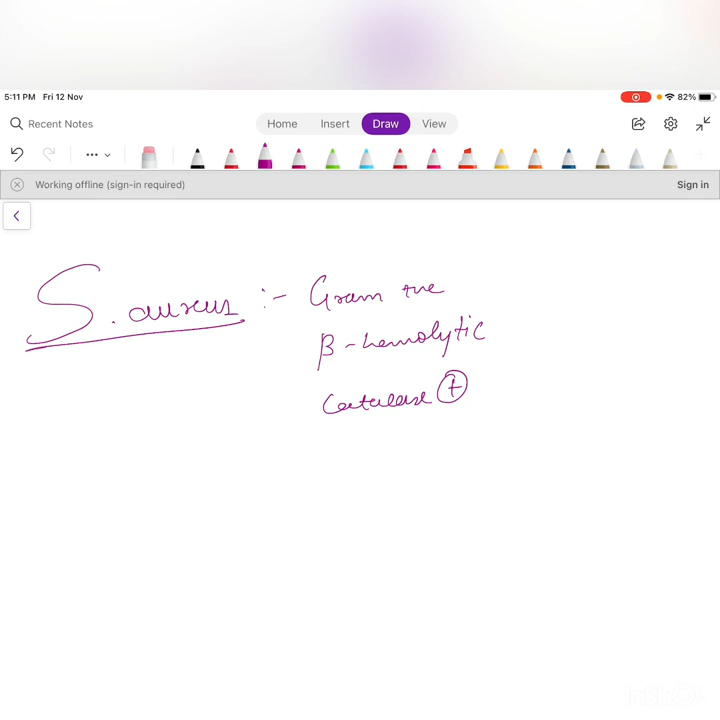 5:11 PM Fri 12 Nov 82%
Recent Notes Home Insert Draw View
Working offline (sign-in required) Sign in
S. aureus :- Gram +ve
β-hemolytic
Catalase +